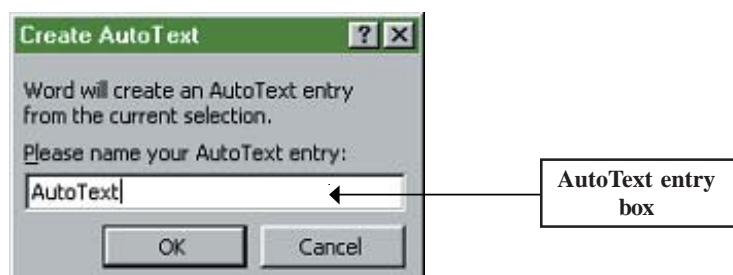 Create AutoText
Word will create an AutoText entry
from the current selection.
Please name your AutoText entry:
AutoText
AutoText entry
box
OK
Cancel